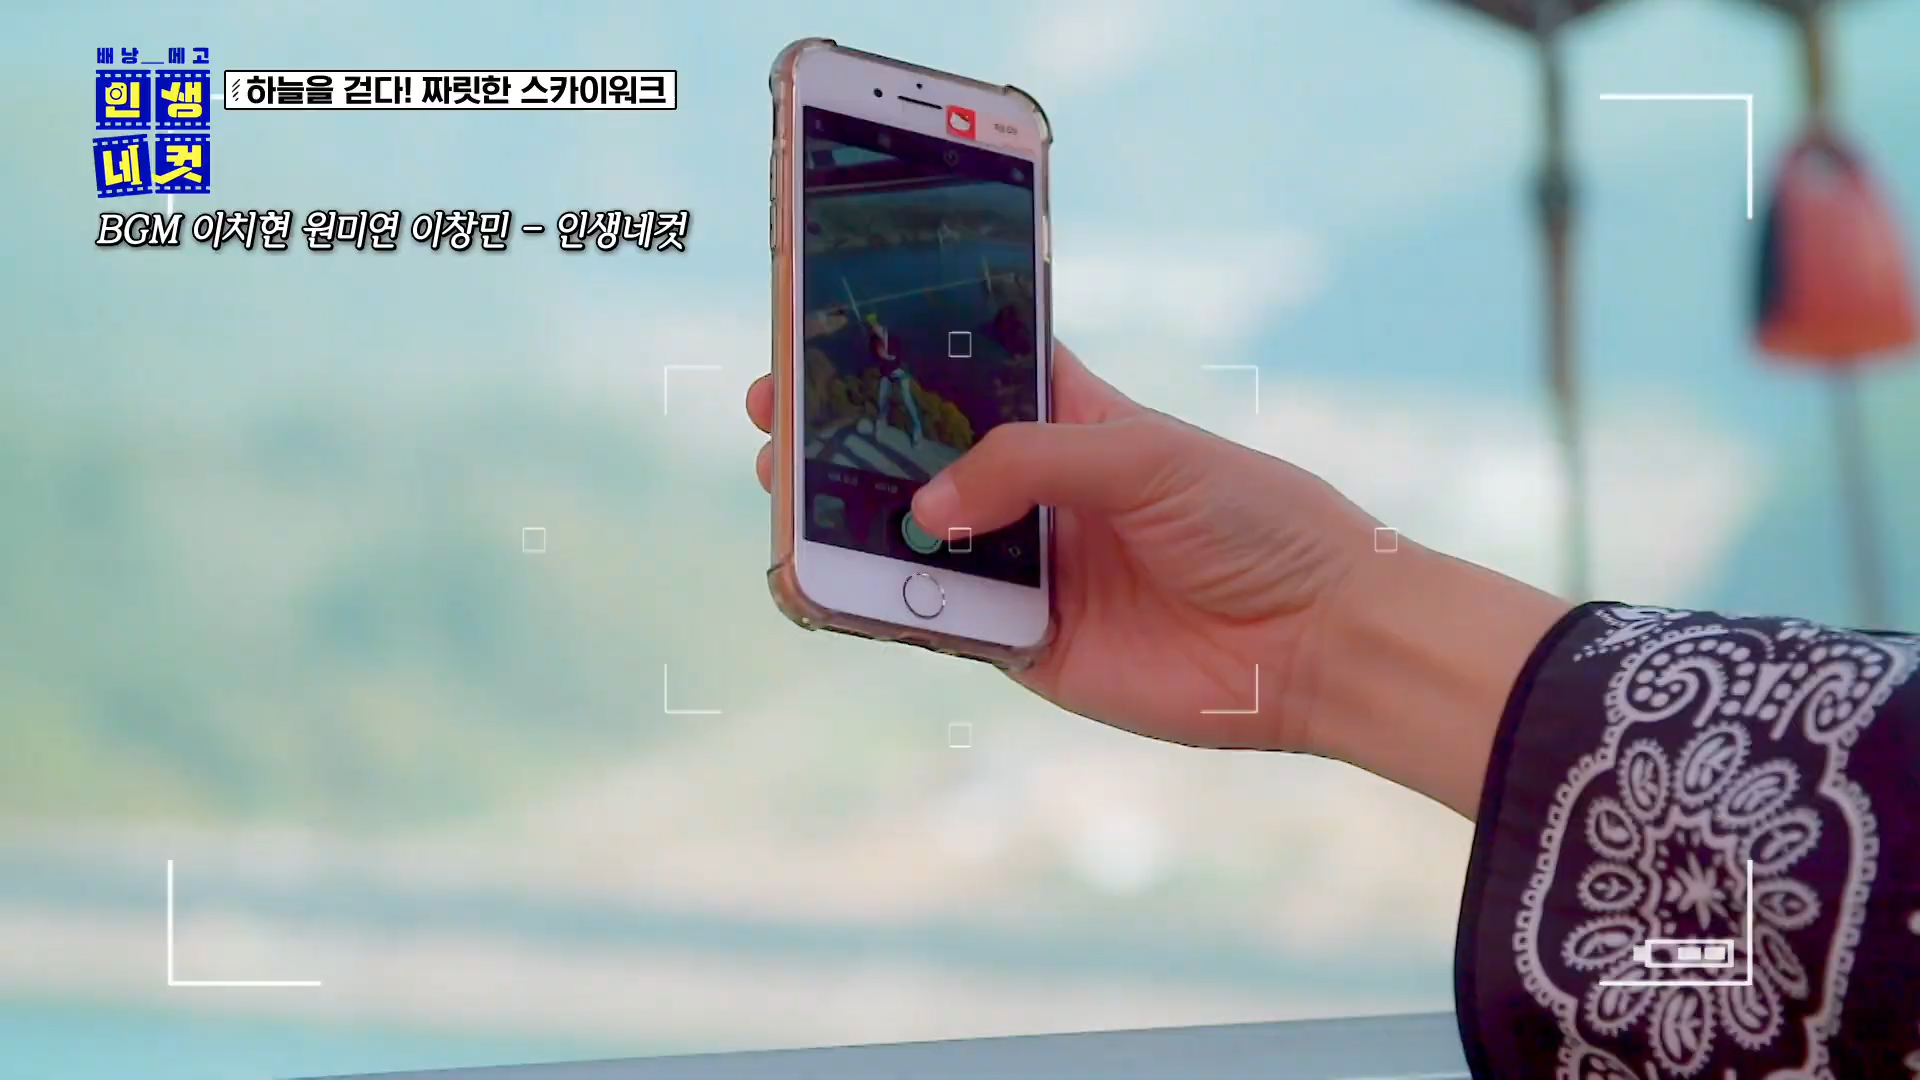 배낭_메고
인생
네컷
하늘을 걷다! 짜릿한 스카이워크
BGM 이치현 원미연 이창민 - 인생네컷